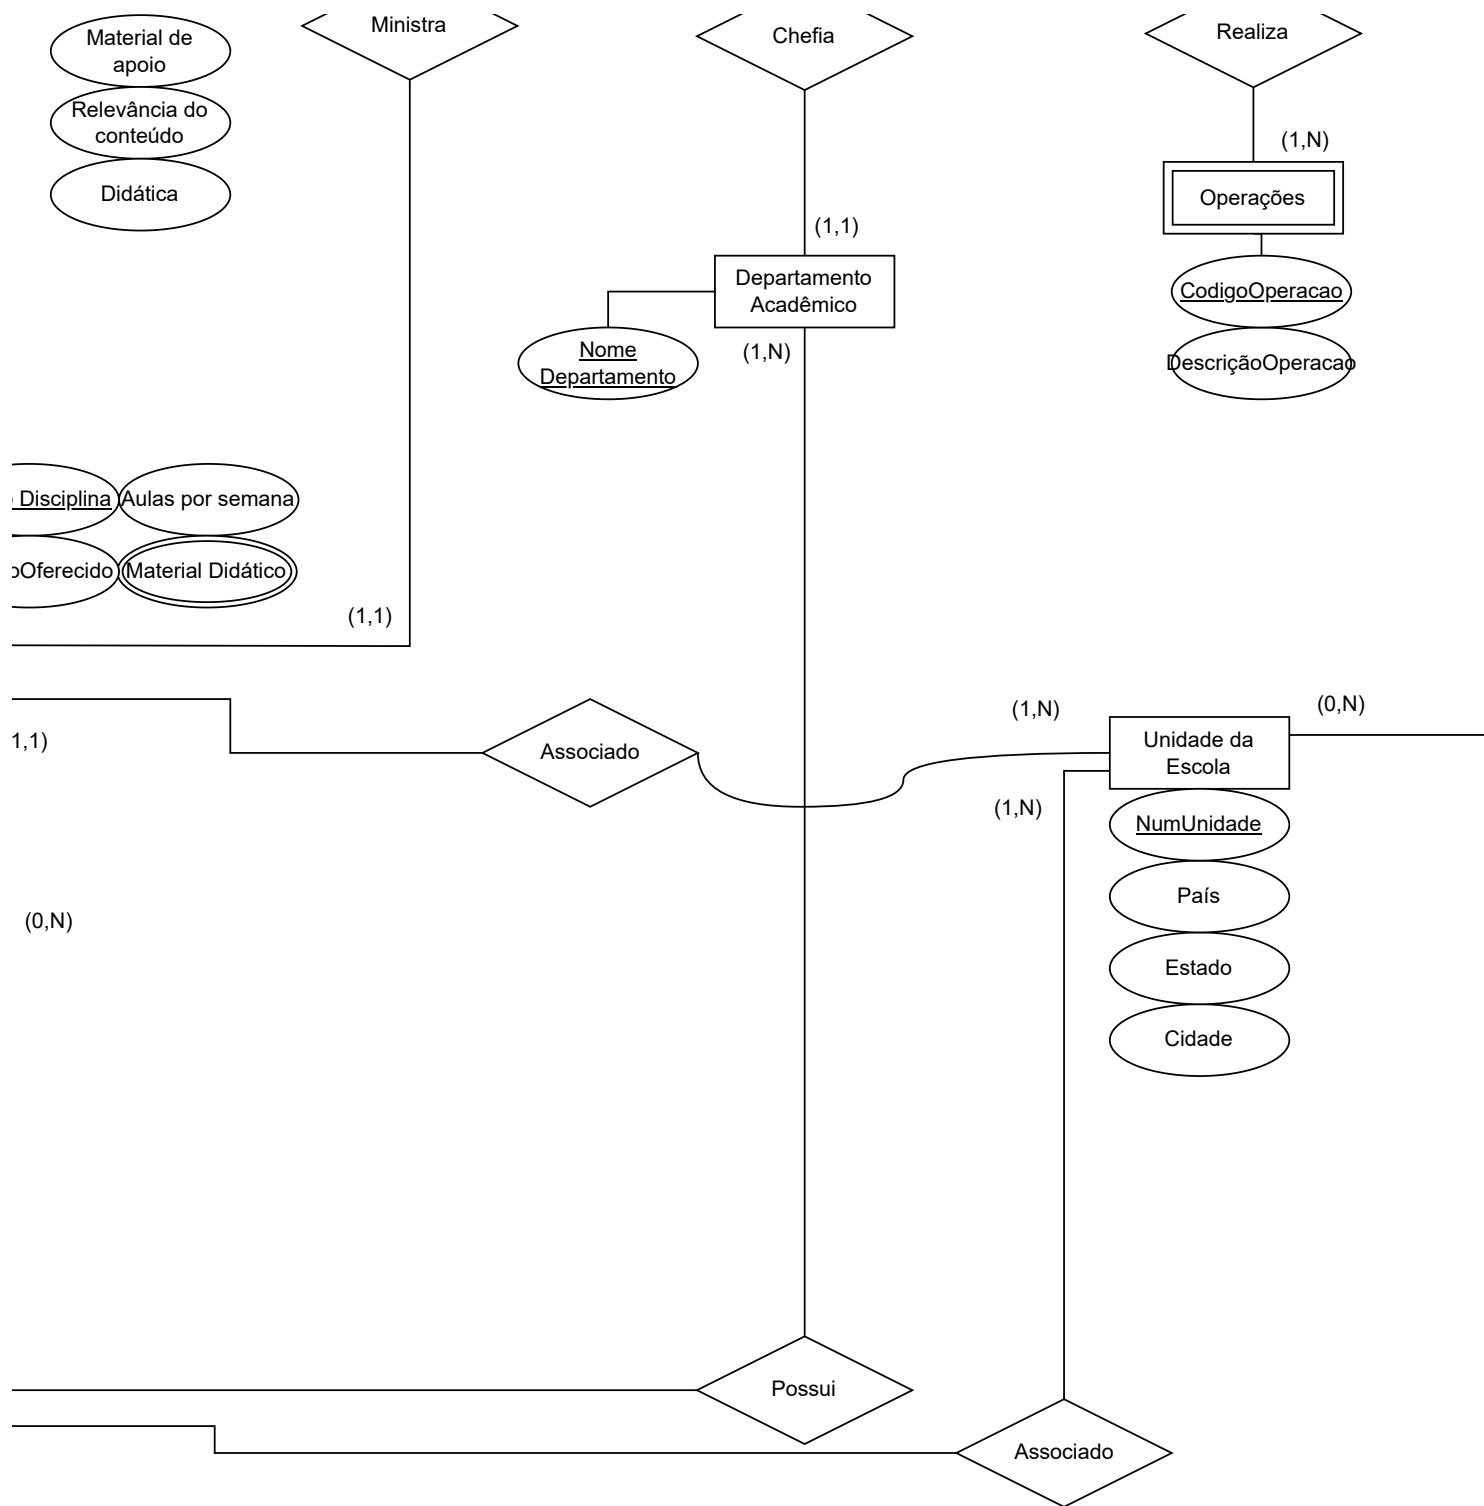 Ministra
Chefia
Realiza
Material de
apoio
Relevância do
conteúdo
Didática
(1,N)
Operações
CodigoOperacao
DescriçãoOperacao
(1,1)
Departamento
Acadêmico
Nome
Departamento
(1,N)
Disciplina
Aulas por semana
oOferecido
Material Didático
(1,1)
1,1)
Associado
(1,N)
(0,N)
Unidade da
Escola
(1,N)
NumUnidade
País
Estado
Cidade
(0,N)
Possui
Associado